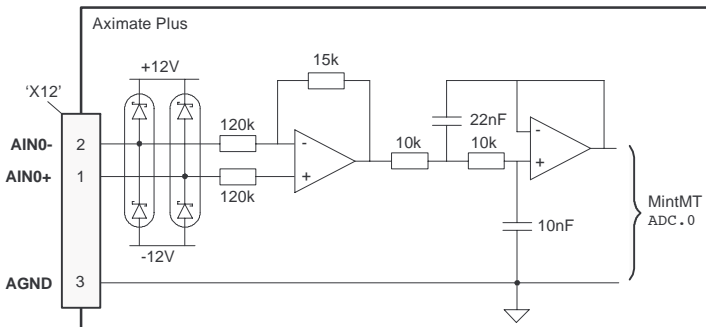 Aximate Plus
+12V
15k
'X12'
22nF
AIN0-
2
120k
-
10k
10k
-
AIN0+
1
120k
+
+
MintMT
ADC.0
10nF
-12V
AGND
3